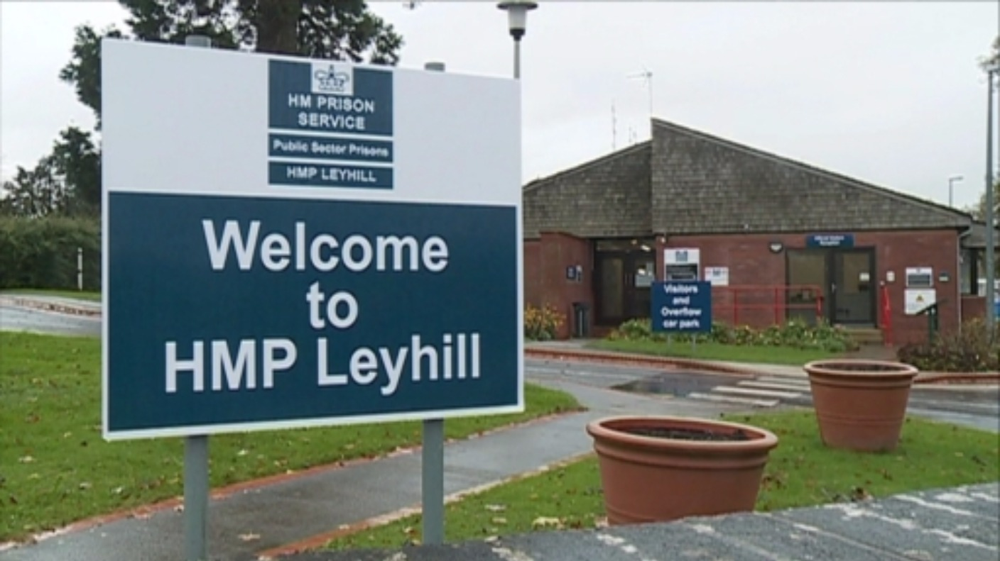 HM PRISON
SERVICE
Public Sector Prisons
HMP LEYHILL
Welcome
to
HMP Leyhill
Visitors
and
Overflow
car park